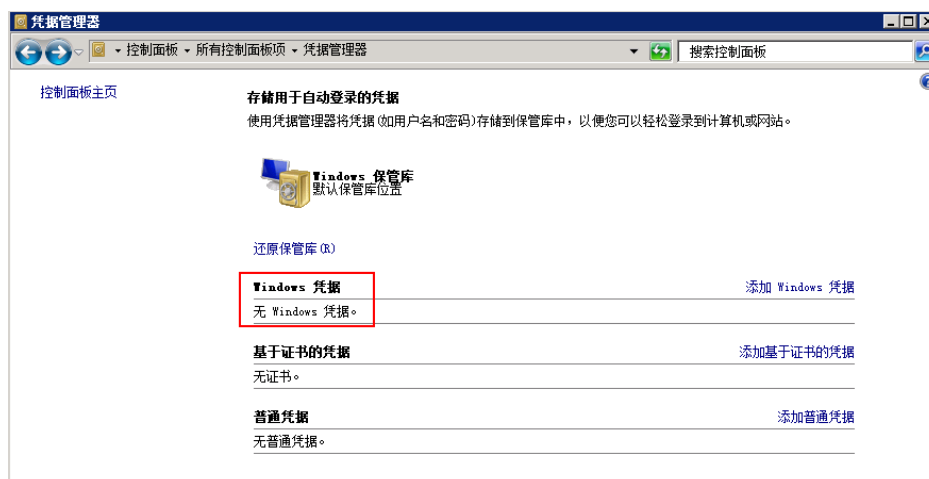 凭据管理器
控制面板 所有控制面板项 凭据管理器
搜索控制面板
控制面板主页
存储用于自动登录的凭据
使用凭据管理器将凭据(如用户名和密码)存储到保管库中，以便您可以轻松登录到计算机或网站。
Windows 保管库
默认保管库位置
还原保管库(R)
Windows 凭据
添加 Windows 凭据
无 Windows 凭据。
基于证书的凭据
添加基于证书的凭据
无证书。
普通凭据
添加普通凭据
无普通凭据。